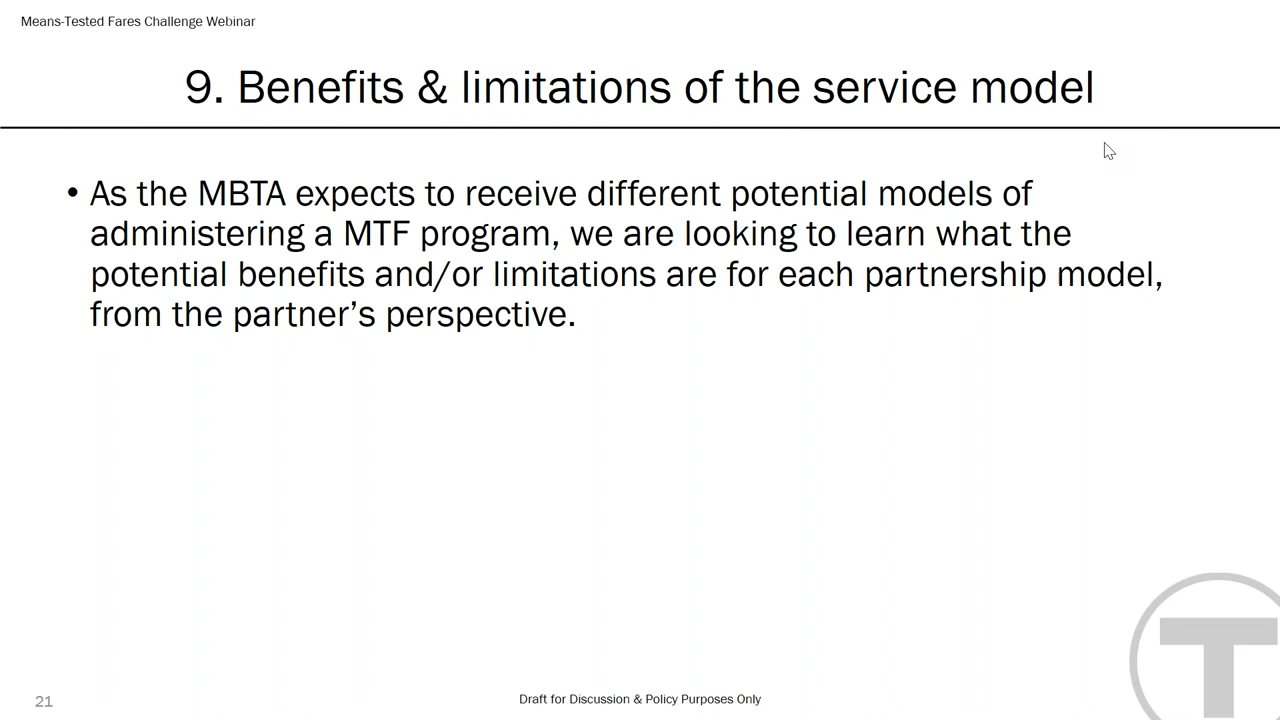 Means-Tested Fares Challenge Webinar
9. Benefits & limitations of the service model
• As the MBTA expects to receive different potential models of
administering a MTF program, we are looking to learn what the
potential benefits and/or limitations are for each partnership model,
from the partner’s perspective.
21
Draft for Discussion & Policy Purposes Only
T